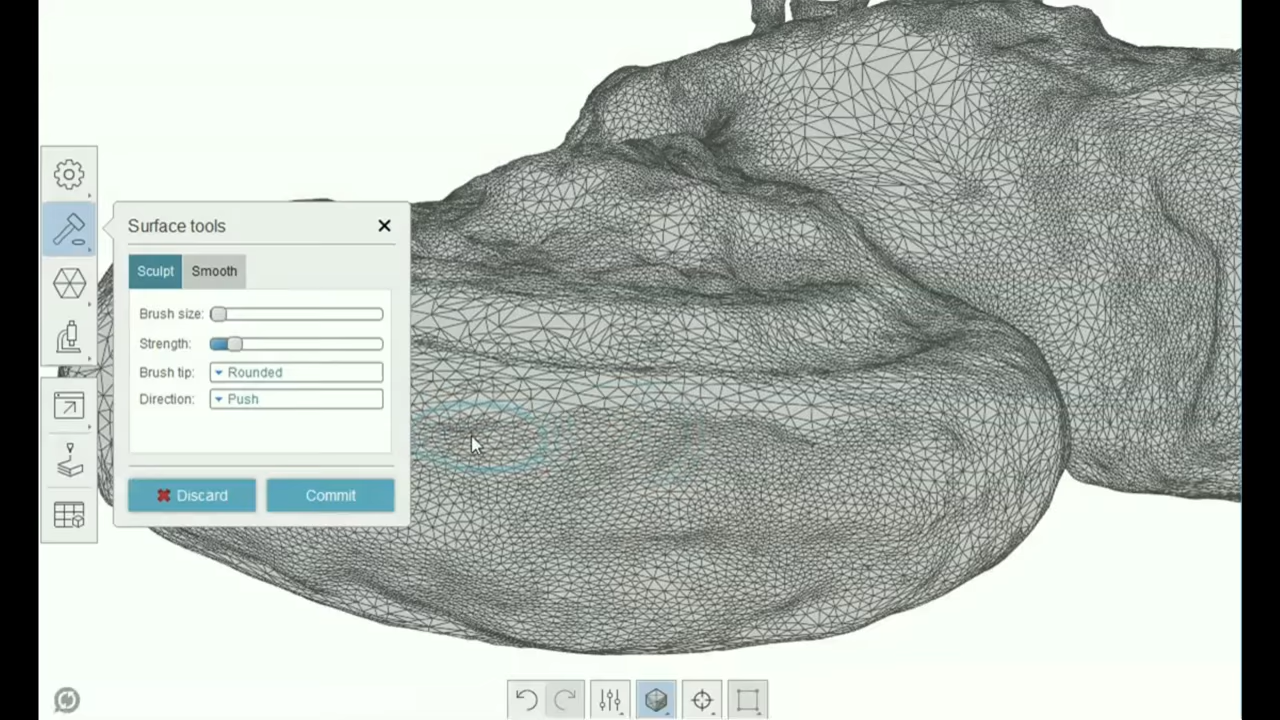 Surface tools
Sculpt Smooth
Brush size:
Strength:
Brush tip: Rounded
Direction: Push
Discard Commit